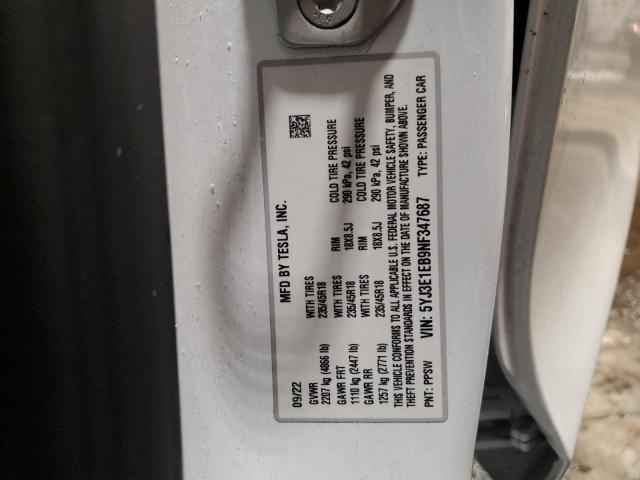 MFD BY TESLA, INC.
09/22
GVWR
2207 kg (4866 lb)
GAWR FRT WITH TIRES RIM COLD TIRE PRESSURE
1110 kg (2447 lb) 235/45R18 18X8.5J 290 kPa, 42 psi
GAWR RR WITH TIRES RIM COLD TIRE PRESSURE
1257 kg (2771 lb) 235/45R18 18X8.5J 290 kPa, 42 psi
THIS VEHICLE CONFORMS TO ALL APPLICABLE U.S. FEDERAL MOTOR VEHICLE SAFETY, BUMPER, AND
THEFT PREVENTION STANDARDS IN EFFECT ON THE DATE OF MANUFACTURE SHOWN ABOVE.
PNT: PPSW VIN: 5YJ3E1EB9NF347687 TYPE: PASSENGER CAR